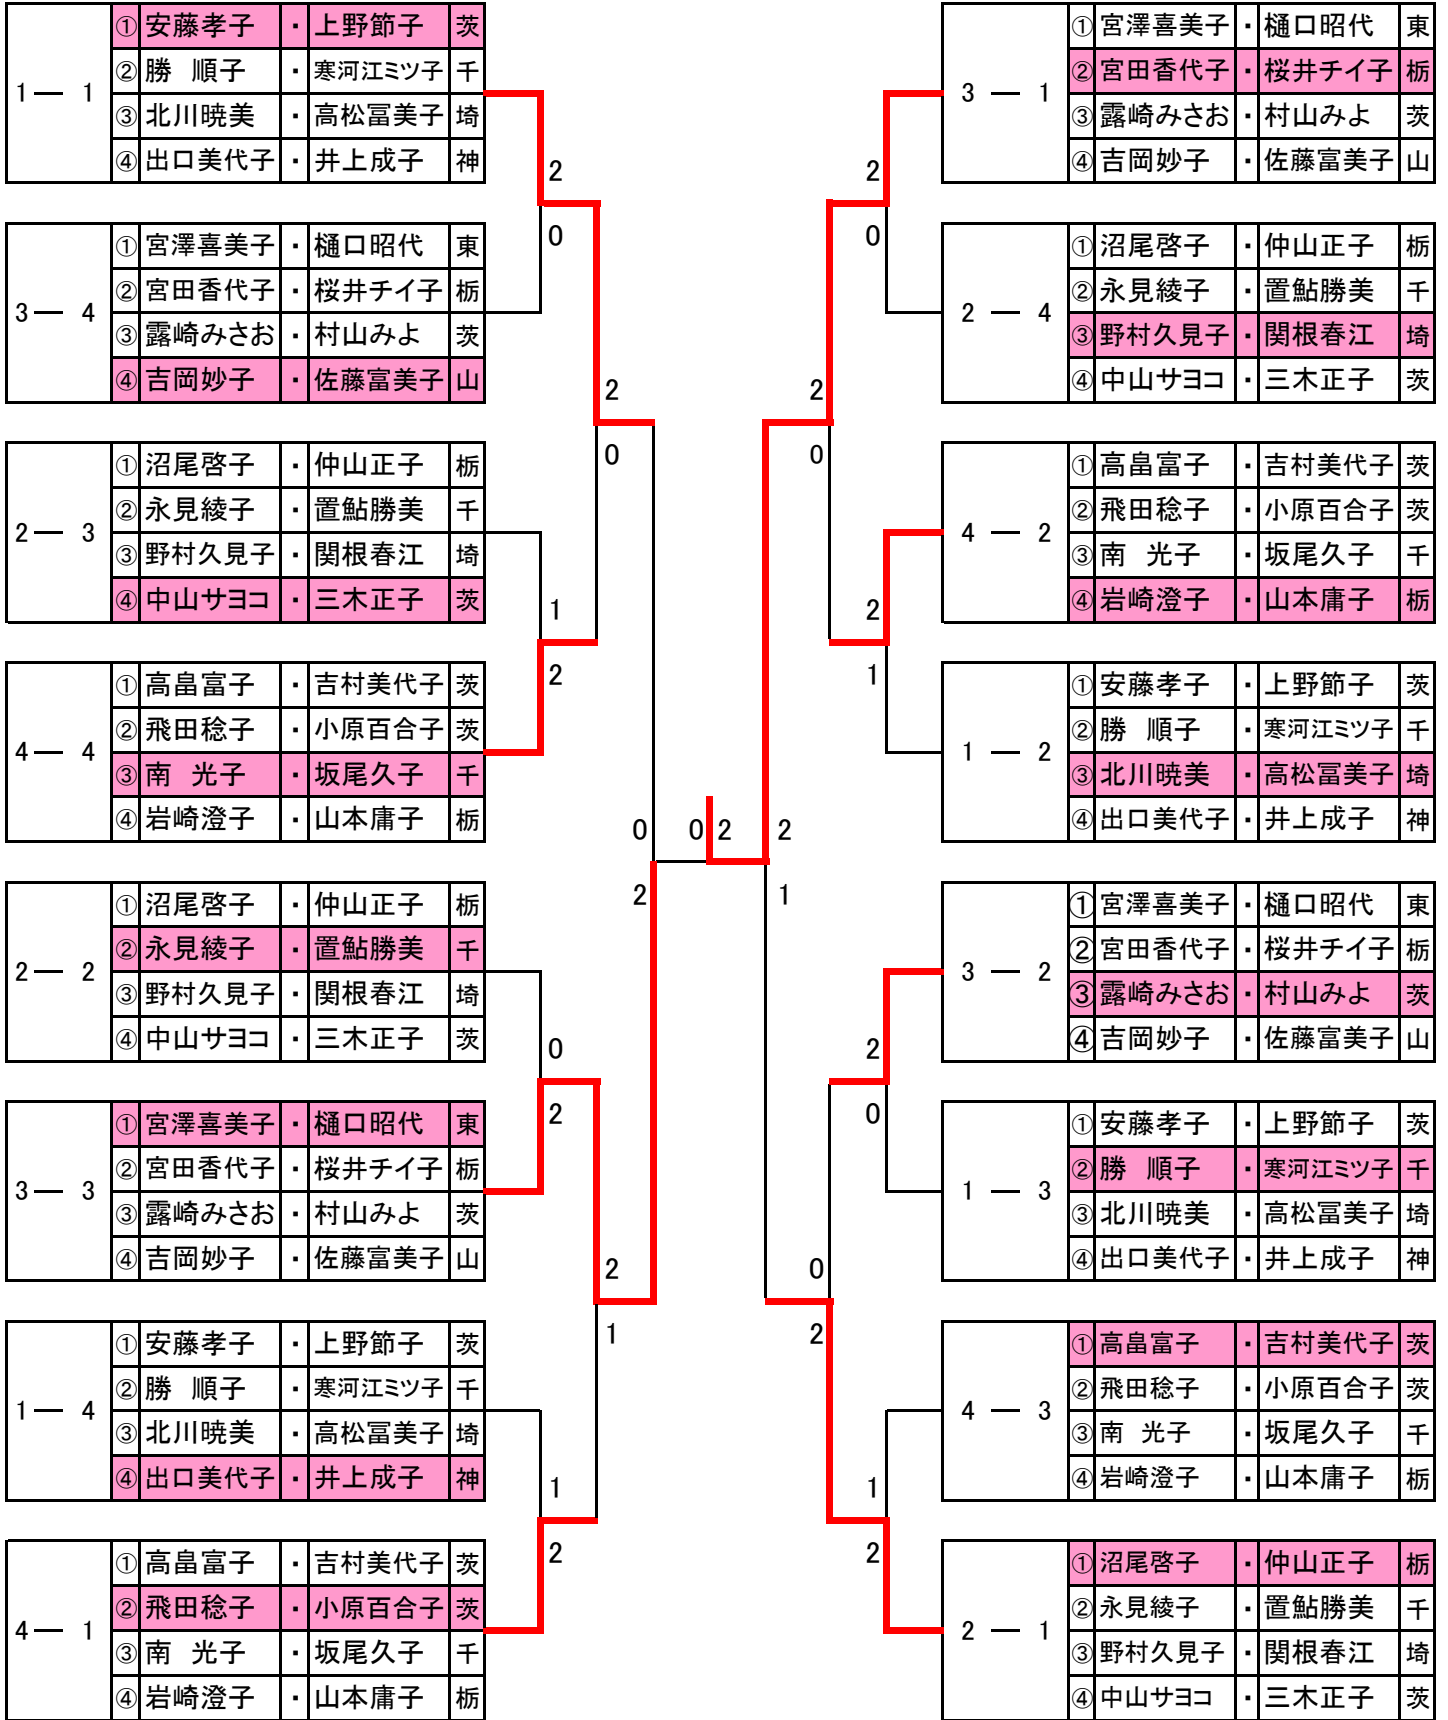 1 ― 1
① 安藤孝子 ・ 上野節子 茨
② 勝 順子 ・ 寒河江ミツ子 千
③ 北川暁美 ・ 高松冨美子 埼
④ 出口美代子 ・ 井上成子 神
3 ― 4
① 宮澤喜美子 ・ 樋口昭代 東
② 宮田香代子 ・ 桜井チイ子 栃
③ 露崎みさお ・ 村山みよ 茨
④ 吉岡妙子 ・ 佐藤富美子 山
2 ― 3
① 沼尾啓子 ・ 仲山正子 栃
② 永見綾子 ・ 置鮎勝美 千
③ 野村久見子 ・ 関根春江 埼
④ 中山サヨコ ・ 三木正子 茨
4 ― 4
① 高畠富子 ・ 吉村美代子 茨
② 飛田稔子 ・ 小原百合子 茨
③ 南 光子 ・ 坂尾久子 千
④ 岩崎澄子 ・ 山本庸子 栃
2 ― 2
① 沼尾啓子 ・ 仲山正子 栃
② 永見綾子 ・ 置鮎勝美 千
③ 野村久見子 ・ 関根春江 埼
④ 中山サヨコ ・ 三木正子 茨
3 ― 3
① 宮澤喜美子 ・ 樋口昭代 東
② 宮田香代子 ・ 桜井チイ子 栃
③ 露崎みさお ・ 村山みよ 茨
④ 吉岡妙子 ・ 佐藤富美子 山
1 ― 4
① 安藤孝子 ・ 上野節子 茨
② 勝 順子 ・ 寒河江ミツ子 千
③ 北川暁美 ・ 高松冨美子 埼
④ 出口美代子 ・ 井上成子 神
4 ― 1
① 高畠富子 ・ 吉村美代子 茨
② 飛田稔子 ・ 小原百合子 茨
③ 南 光子 ・ 坂尾久子 千
④ 岩崎澄子 ・ 山本庸子 栃
2
0
2
0
1
2
0
2
0
2
2
1
1
2
0 2
2
1
2
0
2
0
2
1
2
0
0
2
1
2
3 ― 1
① 宮澤喜美子 ・ 樋口昭代 東
② 宮田香代子 ・ 桜井チイ子 栃
③ 露崎みさお ・ 村山みよ 茨
④ 吉岡妙子 ・ 佐藤富美子 山
2 ― 4
① 沼尾啓子 ・ 仲山正子 栃
② 永見綾子 ・ 置鮎勝美 千
③ 野村久見子 ・ 関根春江 埼
④ 中山サヨコ ・ 三木正子 茨
4 ― 2
① 高畠富子 ・ 吉村美代子 茨
② 飛田稔子 ・ 小原百合子 茨
③ 南 光子 ・ 坂尾久子 千
④ 岩崎澄子 ・ 山本庸子 栃
1 ― 2
① 安藤孝子 ・ 上野節子 茨
② 勝 順子 ・ 寒河江ミツ子 千
③ 北川暁美 ・ 高松冨美子 埼
④ 出口美代子 ・ 井上成子 神
3 ― 2
① 宮澤喜美子 ・ 樋口昭代 東
② 宮田香代子 ・ 桜井チイ子 栃
③ 露崎みさお ・ 村山みよ 茨
④ 吉岡妙子 ・ 佐藤富美子 山
1 ― 3
① 安藤孝子 ・ 上野節子 茨
② 勝 順子 ・ 寒河江ミツ子 千
③ 北川暁美 ・ 高松冨美子 埼
④ 出口美代子 ・ 井上成子 神
4 ― 3
① 高畠富子 ・ 吉村美代子 茨
② 飛田稔子 ・ 小原百合子 茨
③ 南 光子 ・ 坂尾久子 千
④ 岩崎澄子 ・ 山本庸子 栃
2 ― 1
① 沼尾啓子 ・ 仲山正子 栃
② 永見綾子 ・ 置鮎勝美 千
③ 野村久見子 ・ 関根春江 埼
④ 中山サヨコ ・ 三木正子 茨